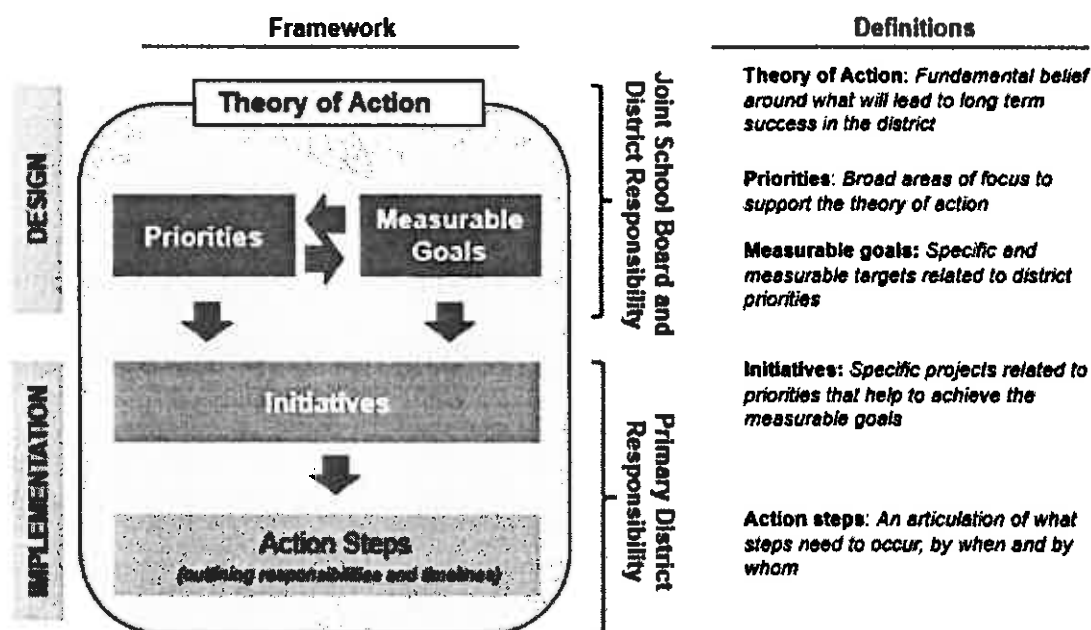 Framework
Definitions
DESIGN
Theory of Action
Priorities
Measurable
Goals
Joint School Board and
District Responsibility
Theory of Action: Fundamental belief
around what will lead to long term
success in the district
Priorities: Broad areas of focus to
support the theory of action
Measurable goals: Specific and
measurable targets related to district
priorities
IMPLEMENTATION
Initiatives
Action Steps
(outlining responsibilities and timelines)
Primary District
Responsibility
Initiatives: Specific projects related to
priorities that help to achieve the
measurable goals
Action steps: An articulation of what
steps need to occur, by when and by
whom